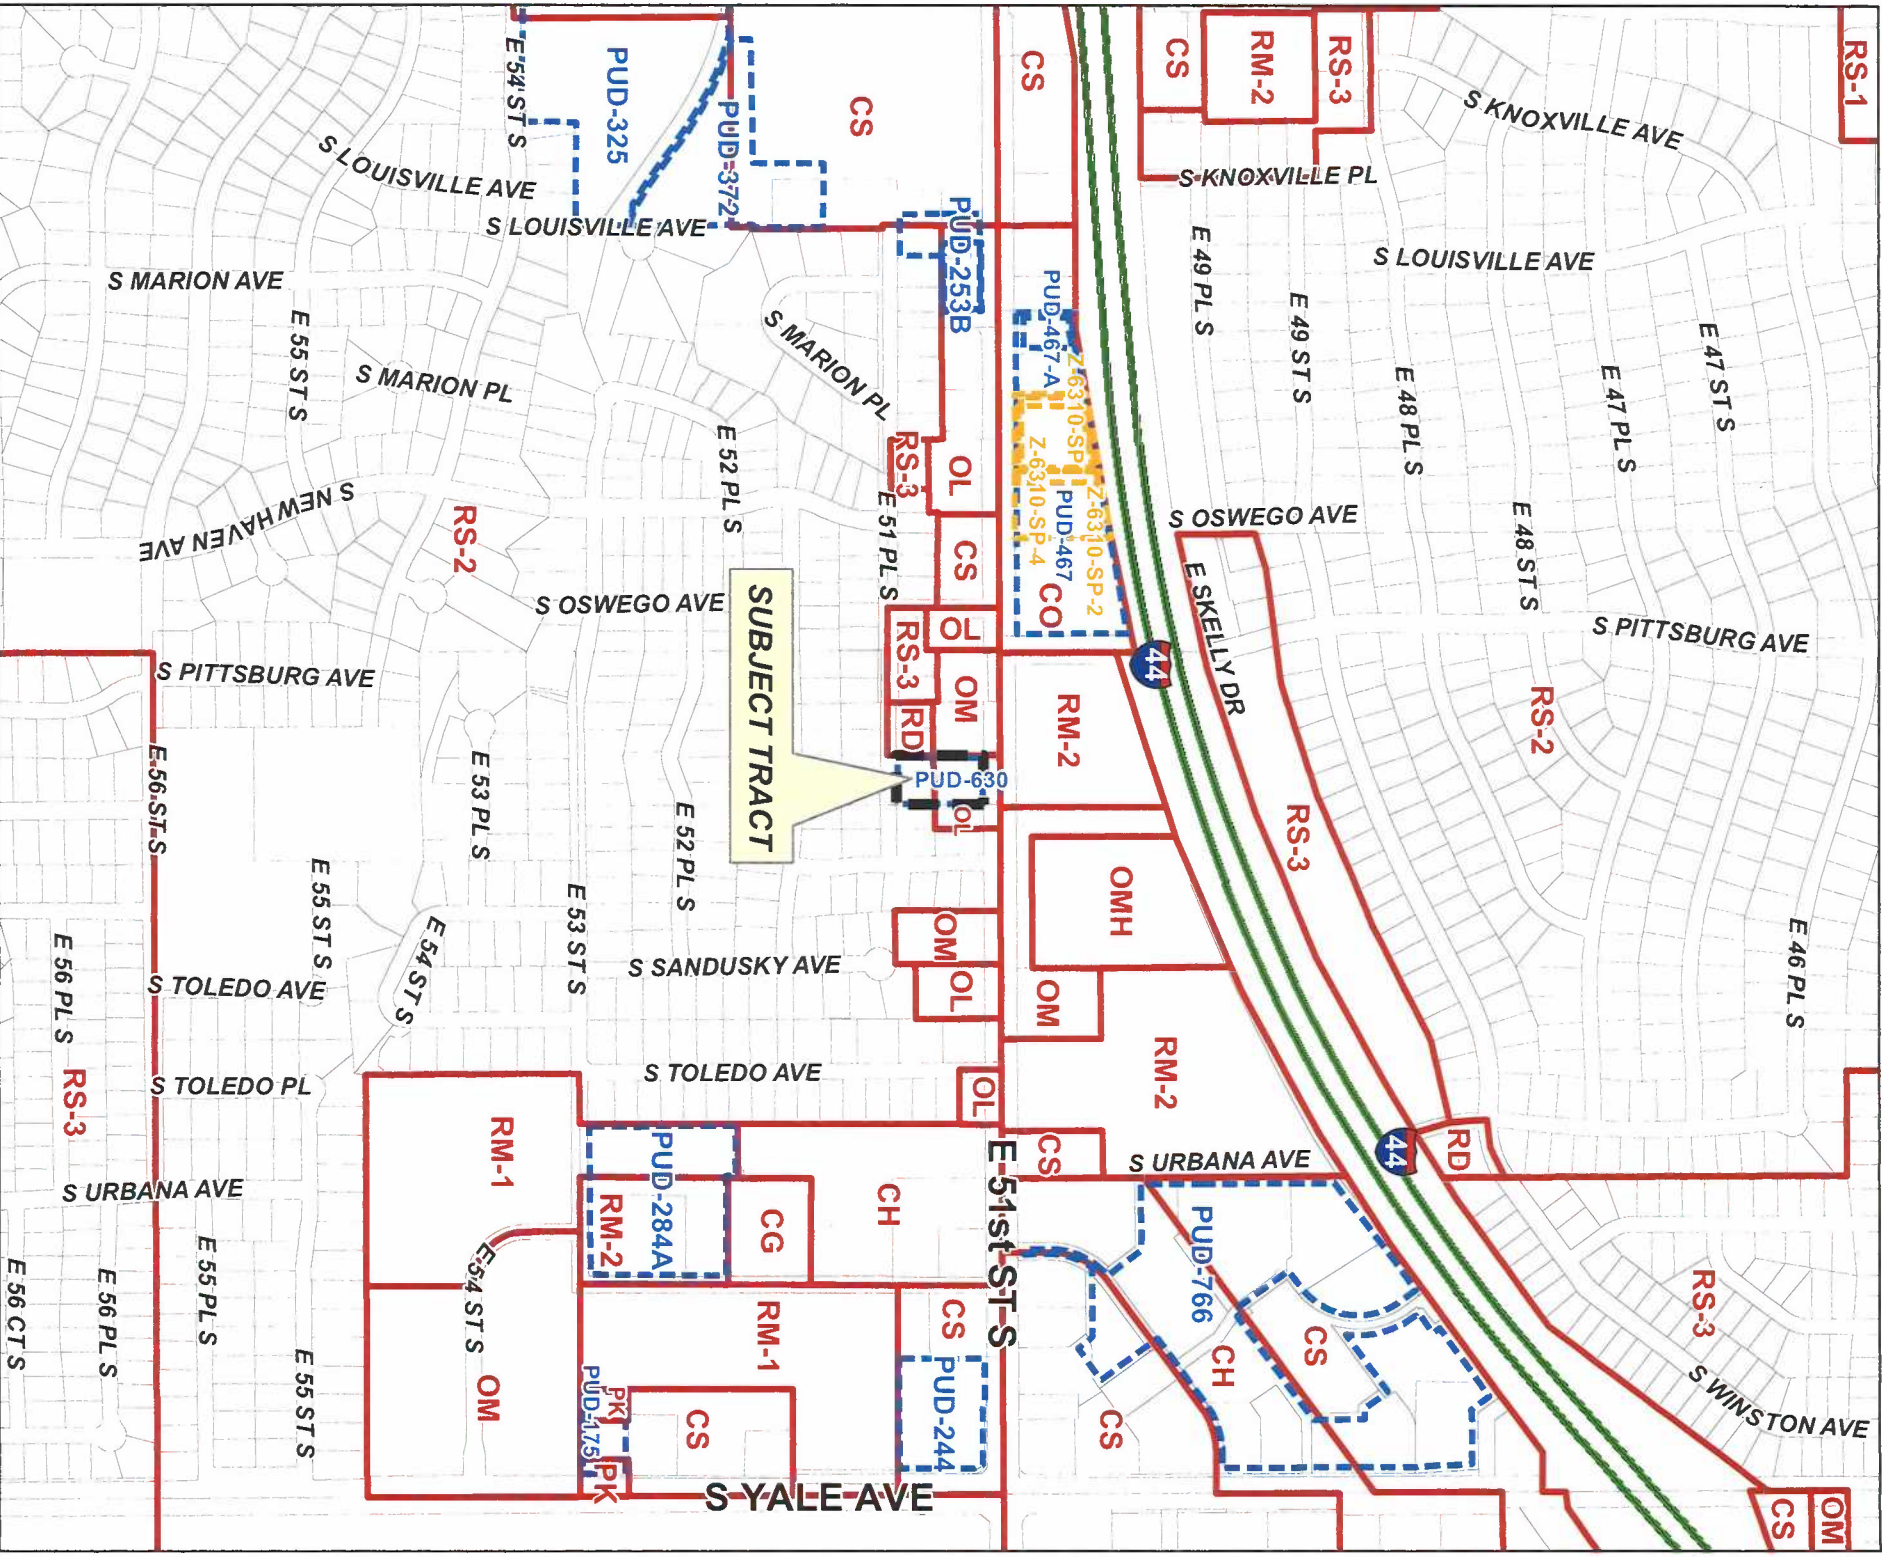 RS-1
CS
RM-2
RS-3
CS
CS
E 54 ST S
PUD-325
PUD-372
S KNOXVILLE AVE
S KNOXVILLE PL
S LOUISVILLE AVE
S LOUISVILLE AVE
S LOUISVILLE AVE
PUD-253B
E 49 PL S
S MARION AVE
E 55 ST S
S MARION PL
S MARION PL
PUD-467-A
Z-6310-SP
Z-6310-SP-4
Z-6310-SP-2
PUD-467
CO
E 49 ST S
E 48 PL S
E 47 PL S
E 47 ST S
E 52 PL S
RS-3
OL
E 51 PL S
S NEW HAVEN AVE
RS-2
CS
S OSWEGO AVE
E SKELLY DR
E 48 ST S
S OSWEGO AVE
SUBJECT TRACT
RS-3
OL
OM
RD
44
RM-2
S PITTSBURG AVE
S PITTSBURG AVE
RS-2
E 56 ST S
E 53 PL S
E 52 PL S
PUD-630
OL
RS-3
OMH
E 55 ST S
E 53 ST S
E 54 ST S
OM
OL
OM
S SANDUSKY AVE
E 46 PL S
E 56 PL S
S TOLEDO AVE
S TOLEDO AVE
RS-3
S TOLEDO PL
OL
RM-2
RM-1
PUD-284A
RM-2
CG
CH
CS
E 51st ST S
S URBANA AVE
44
RD
S URBANA AVE
E 55 PL S
E 56 CT S
E 56 PL S
E 54 ST S
E 55 ST S
OM
RM-1
PUD-175
PK
PK
CS
CS
PUD-244
PUD-766
CH
CS
CS
RS-3
S WINSTON AVE
S YALE AVE
CS
OM